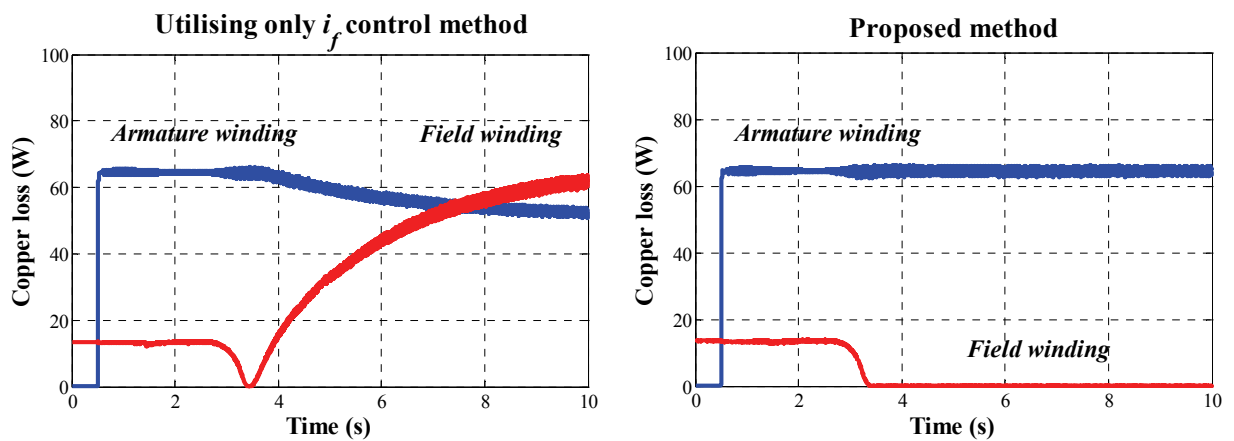 Utilising only i_f control method
100
80
60
40
20
0
Copper loss (W)
Armature winding
Field winding
0 2 4 6 8 10
Time (s)
Proposed method
100
80
60
40
20
0
Copper loss (W)
Armature winding
Field winding
0 2 4 6 8 10
Time (s)